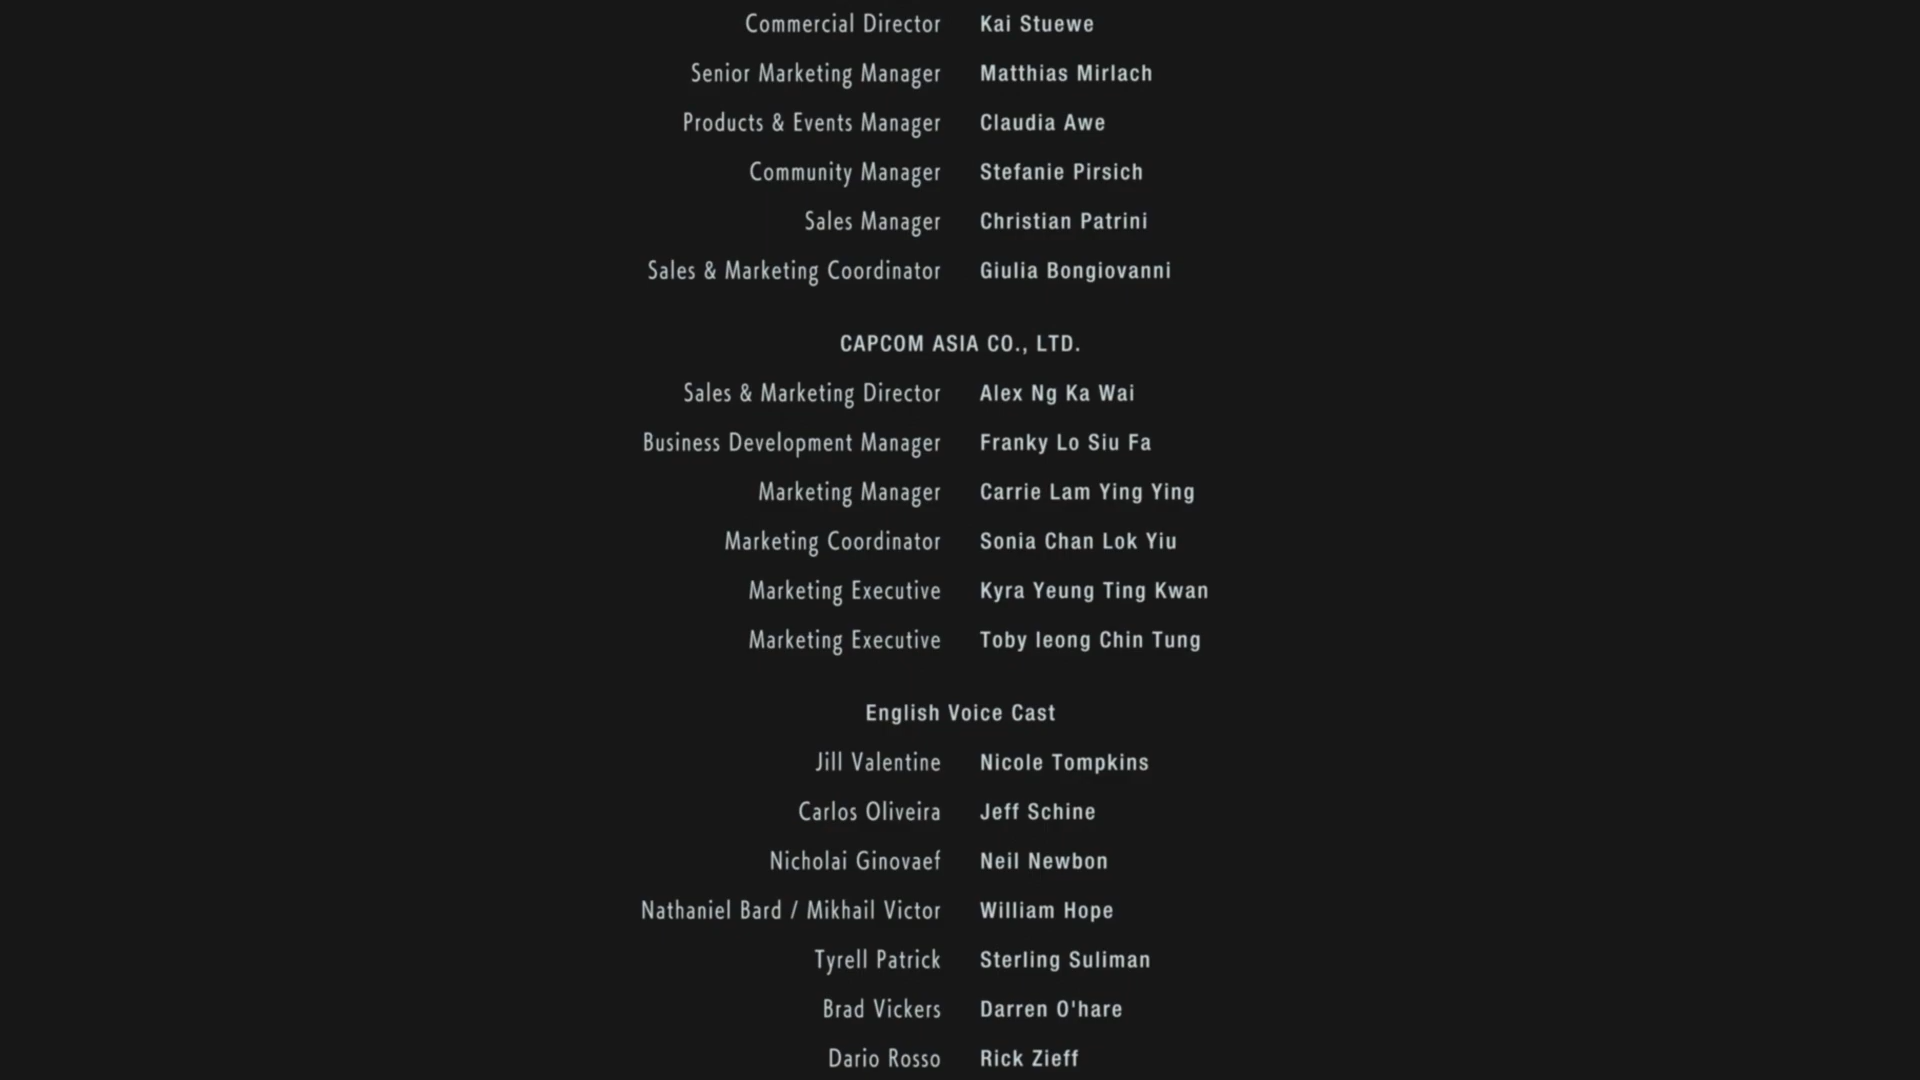 Commercial Director Kai Stuewe
Senior Marketing Manager Matthias Mirlach
Products & Events Manager Claudia Awe
Community Manager Stefanie Pirsich
Sales Manager Christian Patrini
Sales & Marketing Coordinator Giulia Bongiovanni
CAPCOM ASIA CO., LTD.
Sales & Marketing Director Alex Ng Ka Wai
Business Development Manager Franky Lo Siu Fa
Marketing Manager Carrie Lam Ying Ying
Marketing Coordinator Sonia Chan Lok Yiu
Marketing Executive Kyra Yeung Ting Kwan
Marketing Executive Toby Ieong Chin Tung
English Voice Cast
Jill Valentine Nicole Tompkins
Carlos Oliveira Jeff Schine
Nicholai Ginovaef Neil Newbon
Nathaniel Bard / Mikhail Victor William Hope
Tyrell Patrick Sterling Suliman
Brad Vickers Darren O'hare
Dario Rosso Rick Zieff